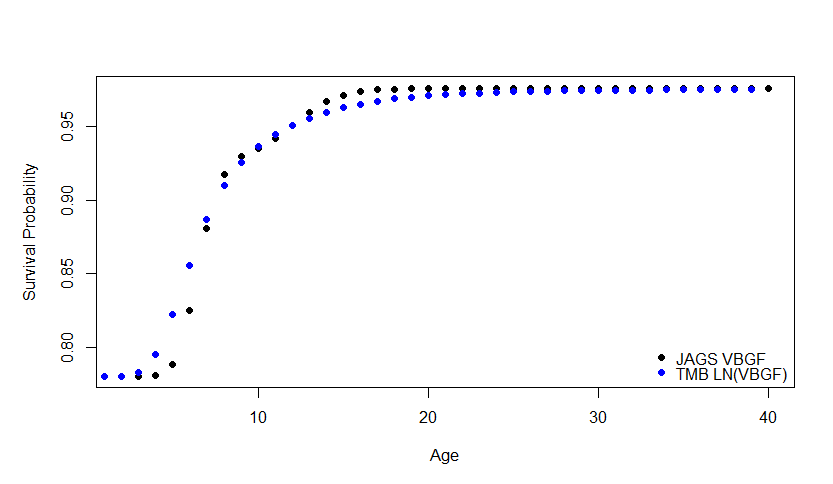 Survival Probability
0.95
0.90
0.85
0.80
JAGS VBGF
TMB LN(VBGF)
10 20 30 40
Age